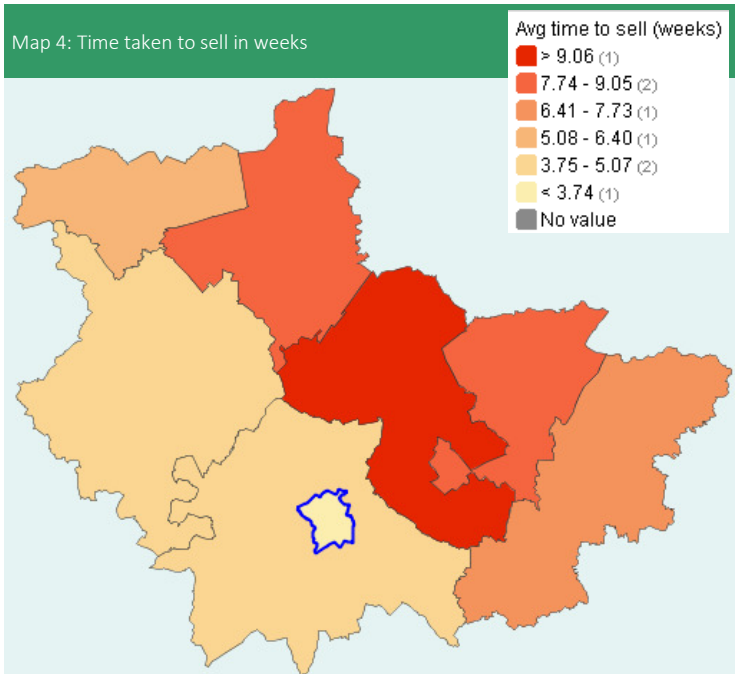 Map 4: Time taken to sell in weeks
Avg time to sell (weeks)
> 9.06 (1)
7.74 - 9.05 (2)
6.41 - 7.73 (1)
5.08 - 6.40 (1)
3.75 - 5.07 (2)
< 3.74 (1)
No value